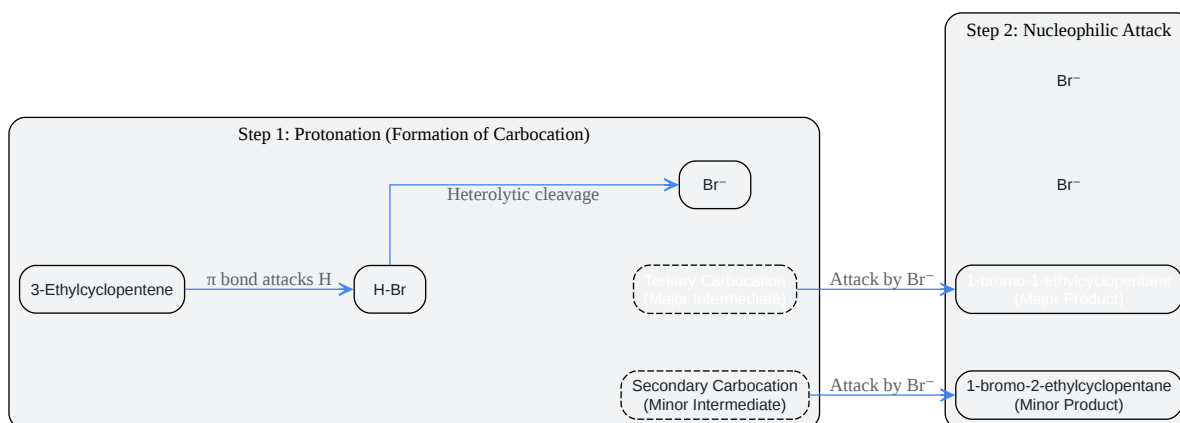 Step 2: Nucleophilic Attack
Br⁻
Step 1: Protonation (Formation of Carbocation)
Br⁻
Heterolytic cleavage
Br⁻
3-Ethylcyclopentene
π bond attacks H
H-Br
Tertiary Carbocation
(Major Intermediate)
Attack by Br⁻
1-bromo-1-ethylcyclopentane
(Major Product)
Secondary Carbocation
(Minor Intermediate)
Attack by Br⁻
1-bromo-2-ethylcyclopentane
(Minor Product)